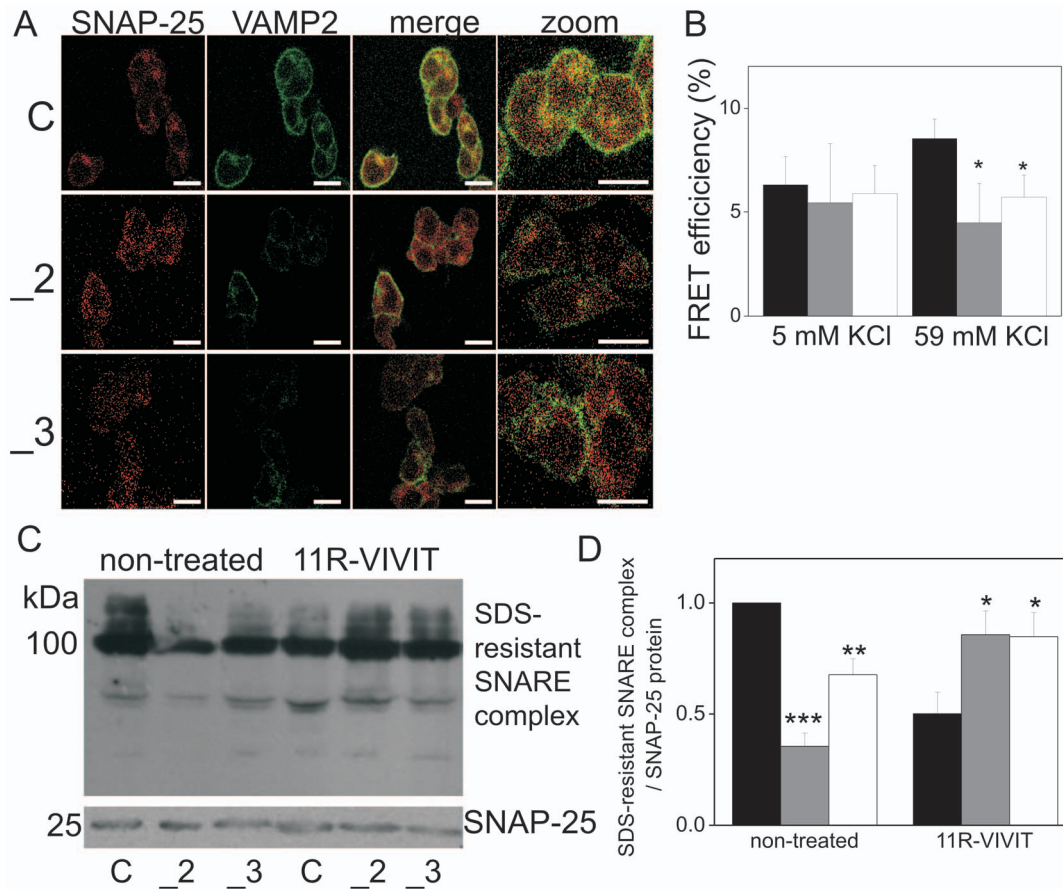 A
SNAP-25 VAMP2 merge zoom
C
_2
_3
B
FRET efficiciency (%)
10
5
0
5 mM KCl 59 mM KCl
* *
C
non-treated 11R-VIVIT
kDa
100
25
SDS-
resistant
SNARE
complex
SNAP-25
C _2 _3 C _2 _3
D
SDS-resistant SNARE complex
/ SNAP-25 protein
1.0
0.5
0.0
*** ** * *
non-treated 11R-VIVIT